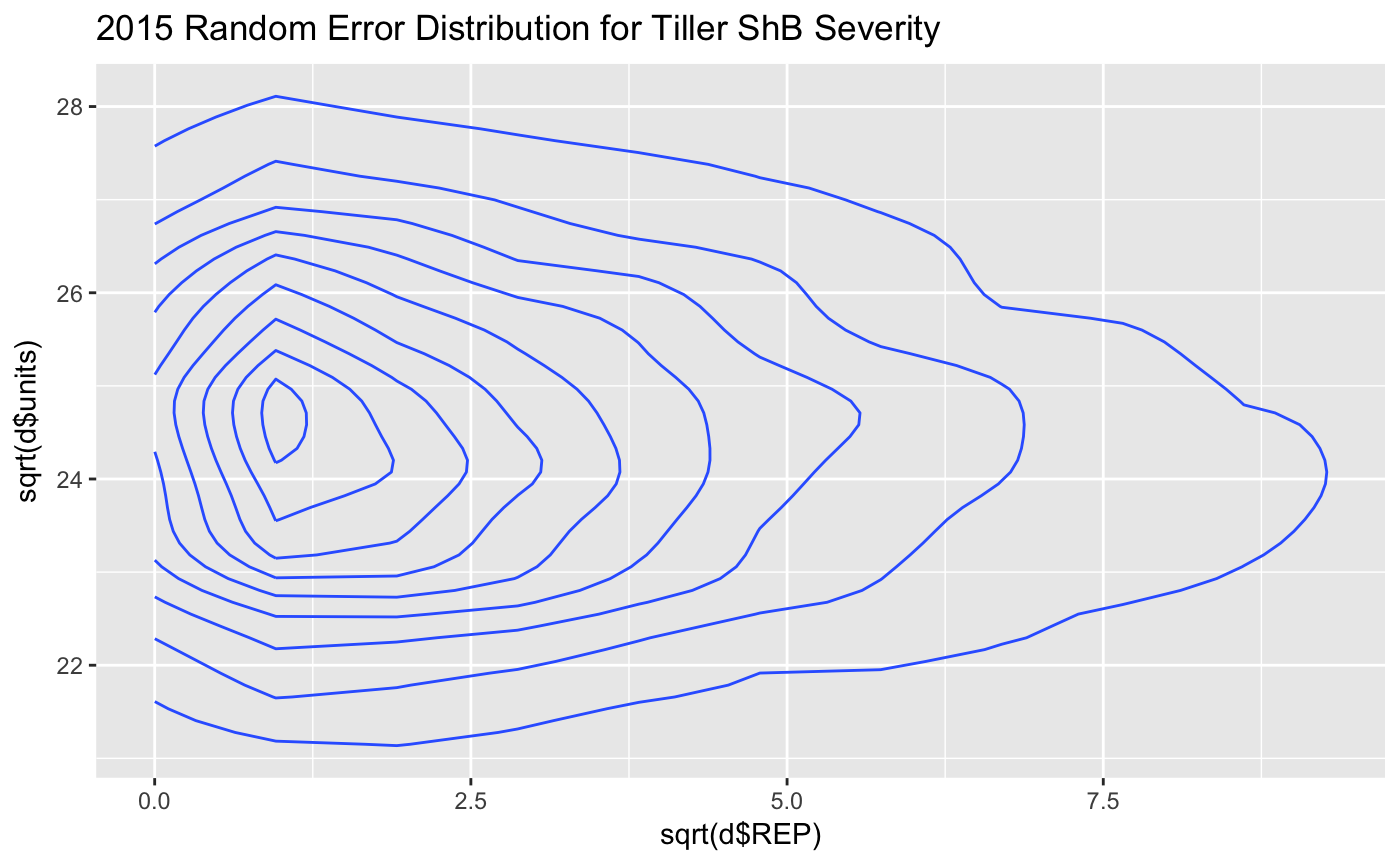 2015 Random Error Distribution for Tiller ShB Severity
28
26
24
22
sqrt(d$units)
0.0 2.5 5.0 7.5
sqrt(d$REP)